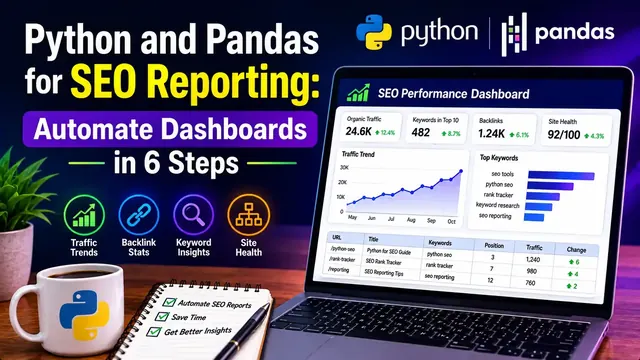 Python and Pandas
for SEO Reporting:
Automate Dashboards
in 6 Steps
Traffic
Trends
Backlink
Stats
Keyword
Insights
Site
Health
Automate SEO Reports
Save Time
Get Better Insights
python
pandas
SEO Performance Dashboard
Organic Traffic
24.6K ↑ 12.4%
Keywords in Top 10
482 ↑ 8.7%
Backlinks
1.24K ↑ 6.1%
Site Health
92/100 ↑ 4.3%
Traffic Trend
30K
20K
10K
0
May Jun Jul Aug Sep Oct Oct
Top Keywords
seo tools
python seo
rank tracker
keyword research
seo reporting
URL Title Keywords Position Traffic Change
/python-seo Python for SEO Guide python seo 3 1,240 ↑ 6
/rank-tracker SEO Rank Tracker rank tracker 7 980 ↑ 4
/reporting SEO Reporting Tips seo reporting 12 760 ↑ 2